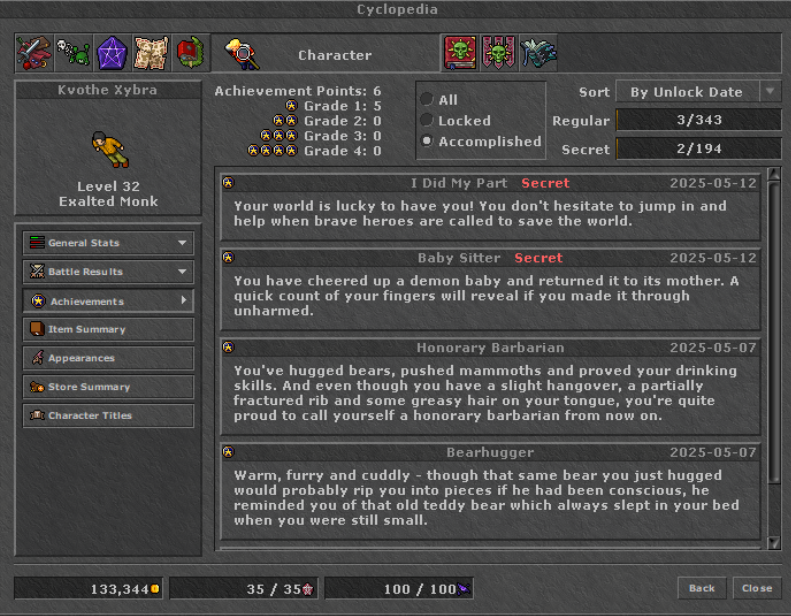 Cyclopedia
Character
Kvothe Xybra
Level 32
Exalted Monk
General Stats
Battle Results
Achievements
Item Summary
Appearances
Store Summary
Character Titles
Achievement Points: 6
Grade 1: 5
Grade 2: 0
Grade 3: 0
Grade 4: 0
All
Locked
Accomplished
Sort By Unlock Date
Regular 3/343
Secret 2/194
I Did My Part Secret 2025-05-12
Your world is lucky to have you! You don't hesitate to jump in and
help when brave heroes are called to save the world.
Baby Sitter Secret 2025-05-12
You have cheered up a demon baby and returned it to its mother. A
quick count of your fingers will reveal if you made it through
unharmed.
Honorary Barbarian 2025-05-07
You've hugged bears, pushed mammoths and proved your drinking
skills. And even though you have a slight hangover, a partially
fractured rib and some greasy hair on your tongue, you're quite
proud to call yourself a honorary barbarian from now on.
Bearhugger 2025-05-07
Warm, furry and cuddly - though that same bear you just hugged
would probably rip you into pieces if he had been conscious, he
reminded you of that old teddy bear which always slept in your bed
when you were still small.
133,344
35 / 35
100 / 100
Back
Close